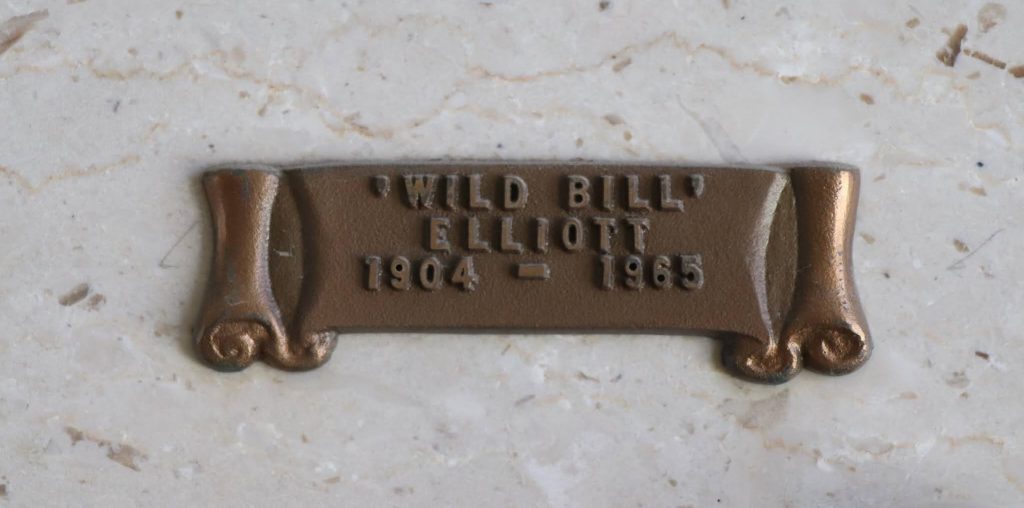 'WILD BILL'
ELLIOTT
1904 - 1965